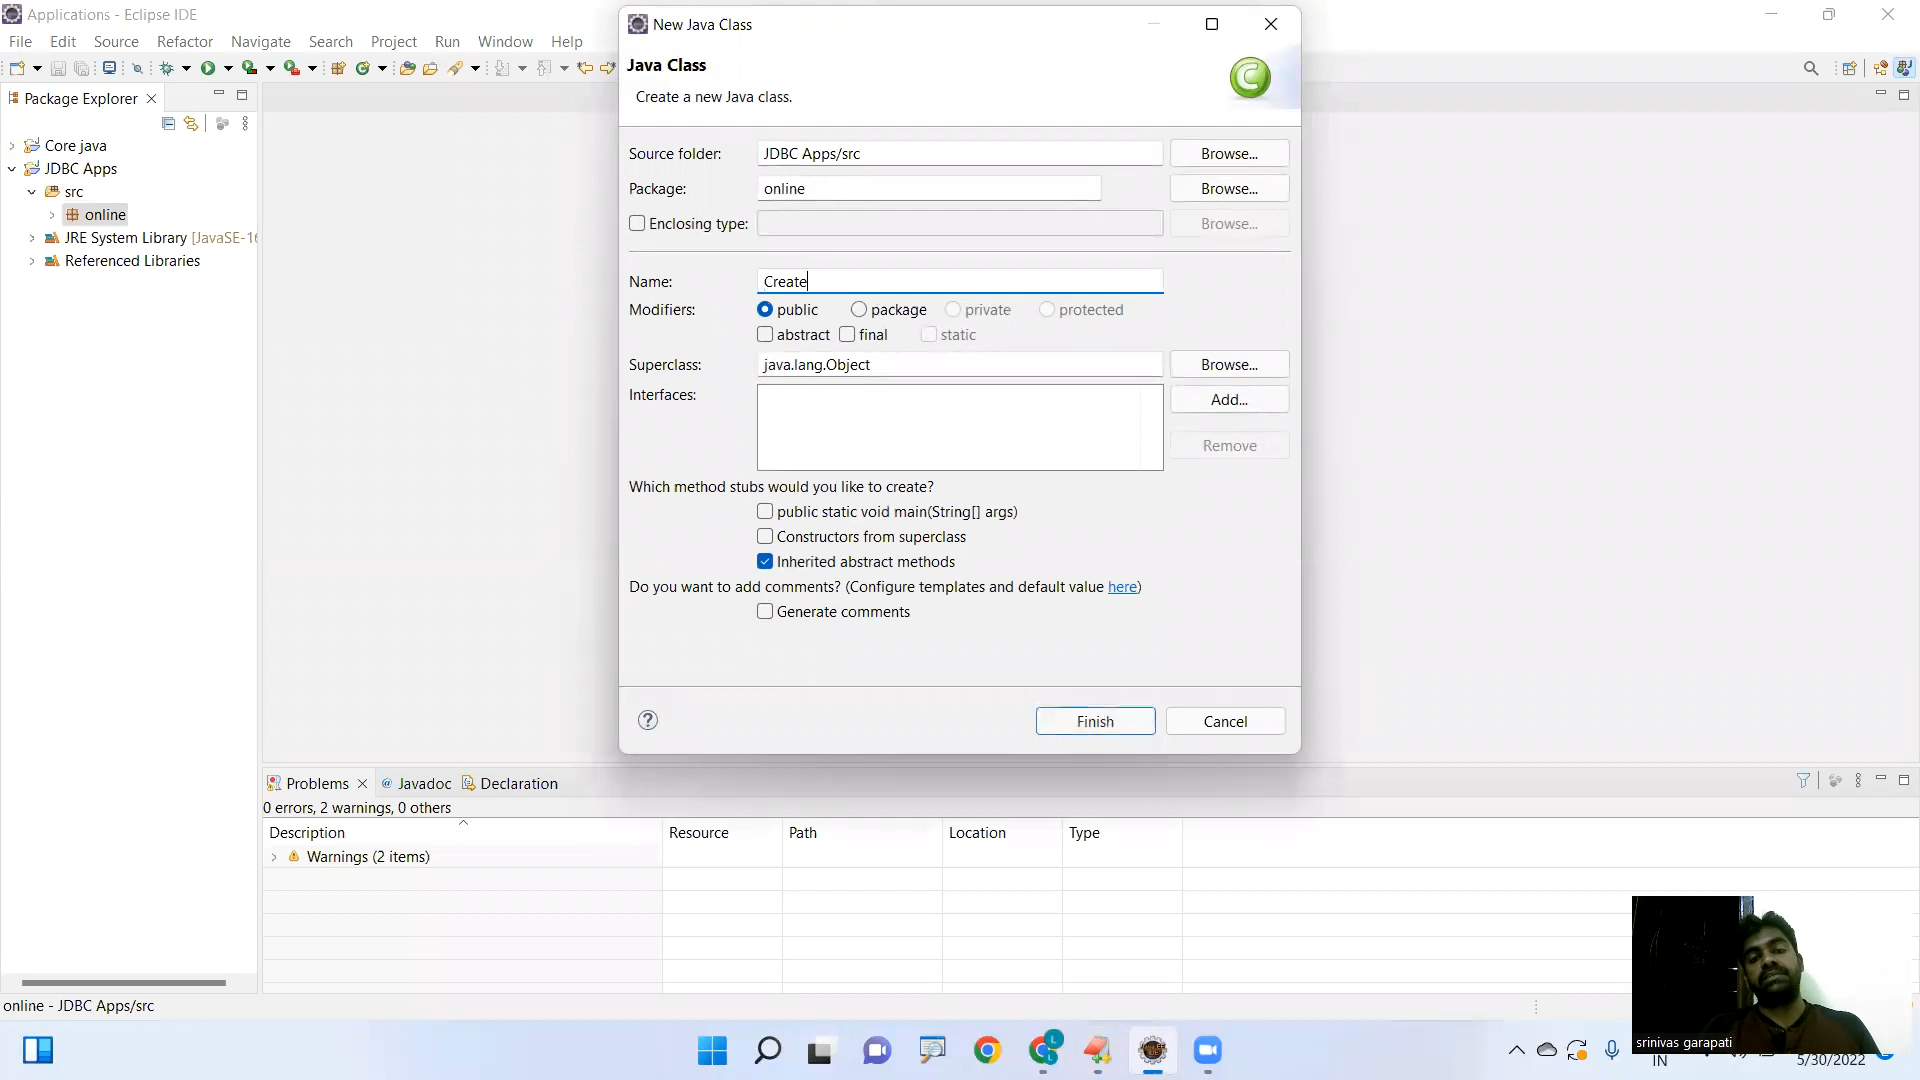 Applications - Eclipse IDE
File Edit Source Refactor Navigate Search Run Project Window Help
Package Explorer
Core java
JDBC Apps
src
online
JRE System Library [JavaSE-16
Referenced Libraries
New Java Class
Java Class
Create a new Java class.
Source folder: JDBC Apps/src Browse...
Package: online Browse...
Enclosing type: Browse...
Name: Create
Modifiers: public package private protected
abstract final static
Superclass: java.lang.Object Browse...
Interfaces: Add...
Remove
Which method stubs would you like to create?
public static void main(String[] args)
Constructors from superclass
Inherited abstract methods
Do you want to add comments? (Configure templates and default value here)
Generate comments
Finish Cancel
Problems @ Javadoc Declaration
0 errors, 2 warnings, 0 others
Description Resource Path Location Type
Warnings (2 items)
online - JDBC Apps/src
srinivas garapati
IN 5/30/2022